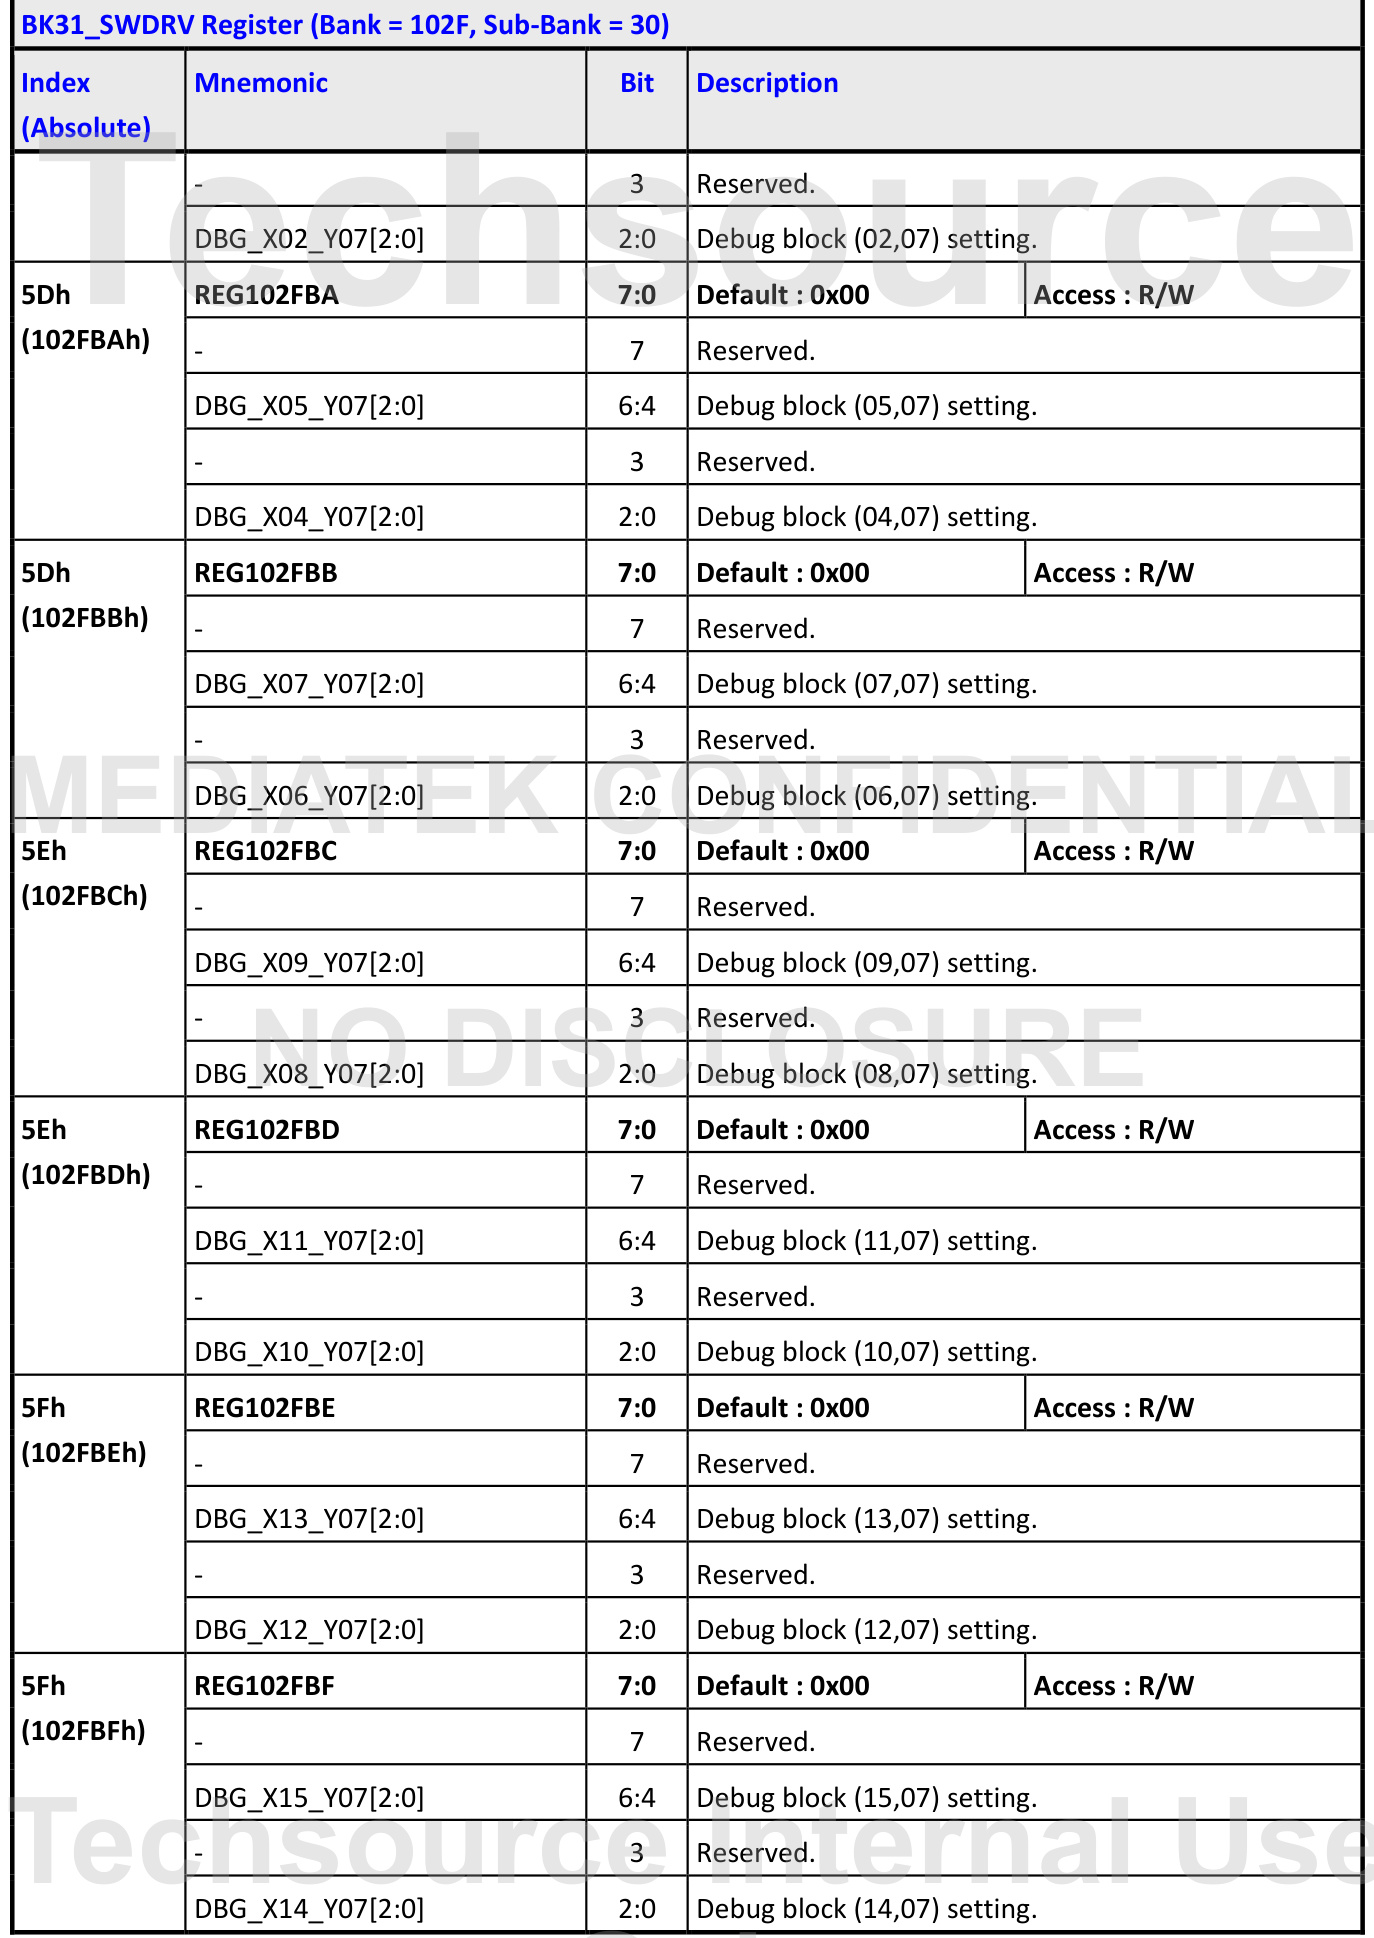 BK31_SWDRV Register (Bank = 102F, Sub-Bank = 30)
Index (Absolute) Mnemonic Bit Description
- 3 Reserved.
DBG_X02_Y07[2:0] 2:0 Debug block (02,07) setting.
Techsource
5Dh (102FBAh) REG102FBA 7:0 Default : 0x00 Access : R/W
- 7 Reserved.
DBG_X05_Y07[2:0] 6:4 Debug block (05,07) setting.
- 3 Reserved.
DBG_X04_Y07[2:0] 2:0 Debug block (04,07) setting.
5Dh (102FBBh) REG102FBB 7:0 Default : 0x00 Access : R/W
- 7 Reserved.
DBG_X07_Y07[2:0] 6:4 Debug block (07,07) setting.
- 3 Reserved.
DBG_X06_Y07[2:0] 2:0 Debug block (06,07) setting.
MEDIATEK CONFIDENTIAL
5Eh (102FBCh) REG102FBC 7:0 Default : 0x00 Access : R/W
- 7 Reserved.
DBG_X09_Y07[2:0] 6:4 Debug block (09,07) setting.
- 3 Reserved.
DBG_X08_Y07[2:0] 2:0 Debug block (08,07) setting.
NO DISCLOSURE
5Eh (102FBDh) REG102FBD 7:0 Default : 0x00 Access : R/W
- 7 Reserved.
DBG_X11_Y07[2:0] 6:4 Debug block (11,07) setting.
- 3 Reserved.
DBG_X10_Y07[2:0] 2:0 Debug block (10,07) setting.
5Fh (102FBEh) REG102FBE 7:0 Default : 0x00 Access : R/W
- 7 Reserved.
DBG_X13_Y07[2:0] 6:4 Debug block (13,07) setting.
- 3 Reserved.
DBG_X12_Y07[2:0] 2:0 Debug block (12,07) setting.
5Fh (102FBFh) REG102FBF 7:0 Default : 0x00 Access : R/W
- 7 Reserved.
DBG_X15_Y07[2:0] 6:4 Debug block (15,07) setting.
- 3 Reserved.
DBG_X14_Y07[2:0] 2:0 Debug block (14,07) setting.
Techsource Internal Use